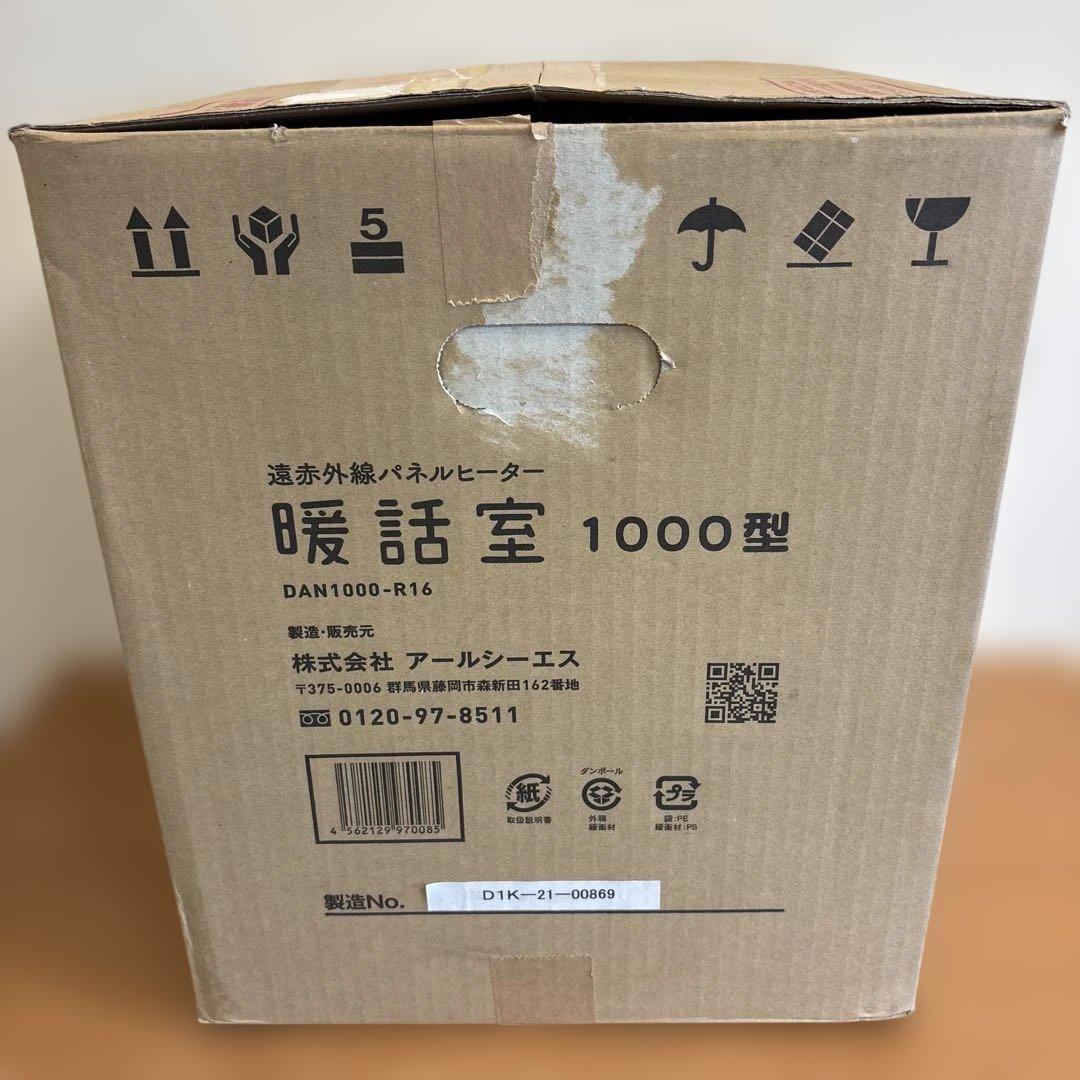 5
遠赤外線パネルヒーター
暖話室 1000型
DAN1000-R16
製造・販売元
株式会社 アールシーエス
〒375-0006 群馬県藤岡市森新田162番地
0120-97-8511
4 562129 970085
紙
取扱説明書
ダンボール
外箱
緩衝材
プラ
袋:PE
緩衝材:PS
製造No. D1K—21—00869